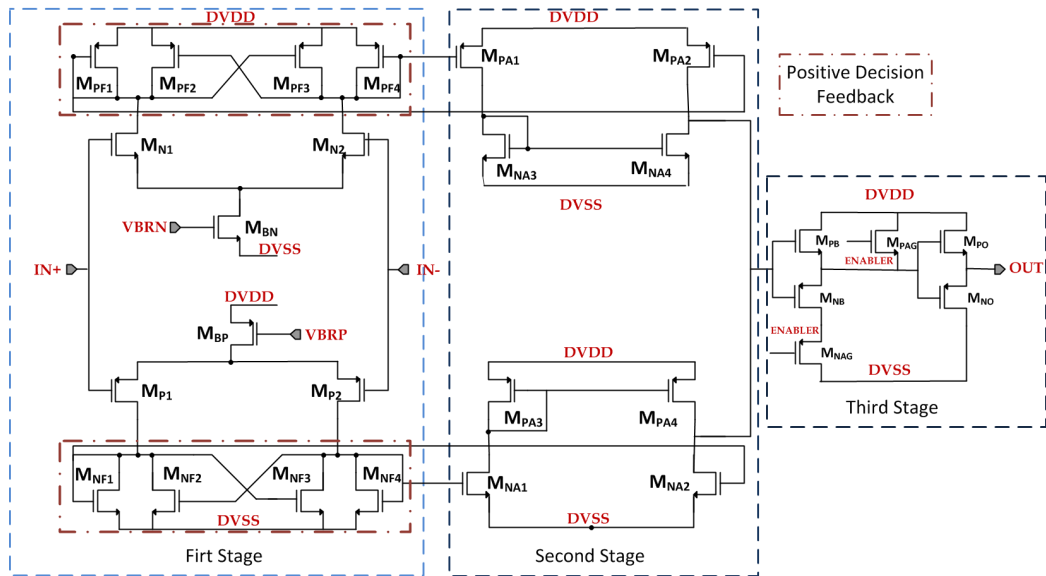 DVDD
MPF1
MPF2
MPF3
MPF4
MN1
MN2
VBRN
MBN
DVSS
IN+
IN-
DVDD
MBP
VBRP
MP1
MP2
MNF1
MNF2
MNF3
MNF4
DVSS
Firt Stage
DVDD
MPA1
MPA2
MNA3
MNA4
DVSS
DVDD
MPA3
MPA4
MNA1
MNA2
DVSS
Second Stage
Positive Decision
Feedback
DVDD
MPB
MPAG
MPO
ENABLER
OUT
MNB
MNO
ENABLER
MNAG
DVSS
Third Stage